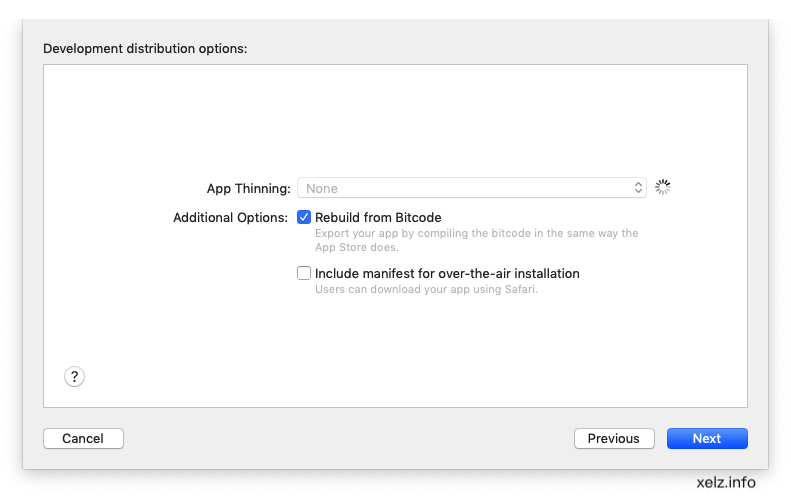 Development distribution options:
App Thinning: None
Additional Options: Rebuild from Bitcode
Export your app by compiling the bitcode in the same way the
App Store does.
Include manifest for over-the-air installation
Users can download your app using Safari.
?
Cancel Previous Next
xelz.info